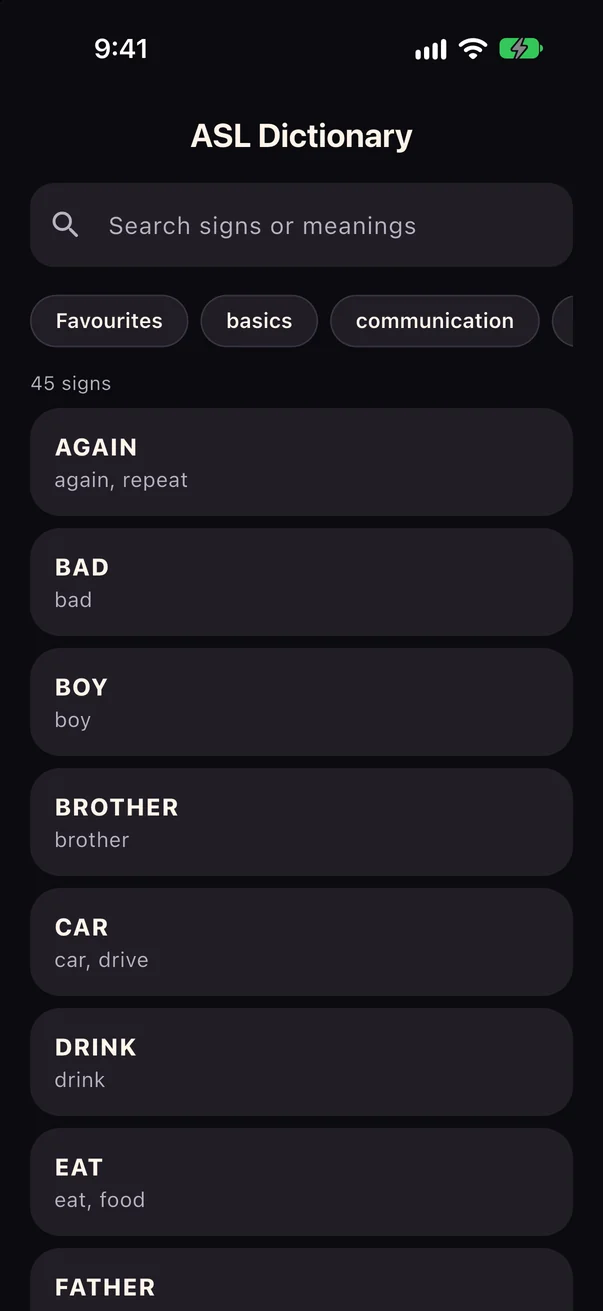 9:41
ASL Dictionary
Search signs or meanings
Favourites basics communication
45 signs
AGAIN
again, repeat
BAD
bad
BOY
boy
BROTHER
brother
CAR
car, drive
DRINK
drink
EAT
eat, food
FATHER